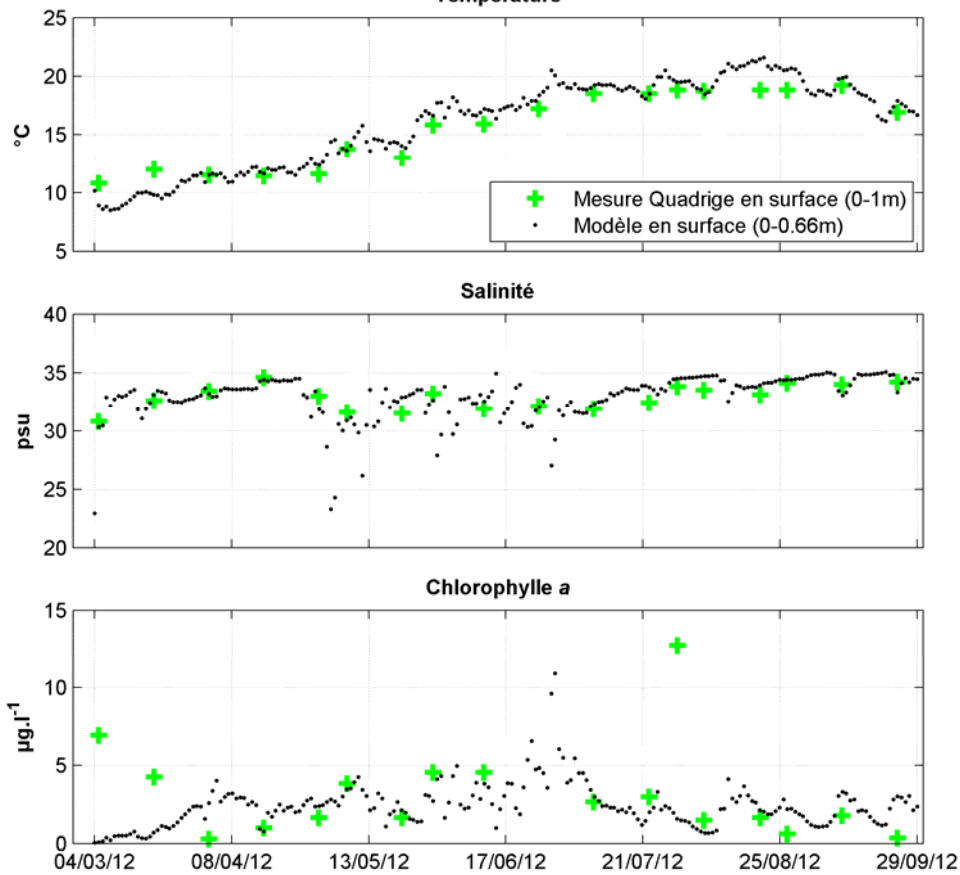 Température
25
20
15
10
5
°C
Mesure Quadrige en surface (0-1m)
Modèle en surface (0-0.66m)
Salinité
40
35
30
25
20
psu
Chlorophylle a
15
10
5
0
µg.l-1
04/03/12 08/04/12 13/05/12 17/06/12 21/07/12 25/08/12 29/09/12